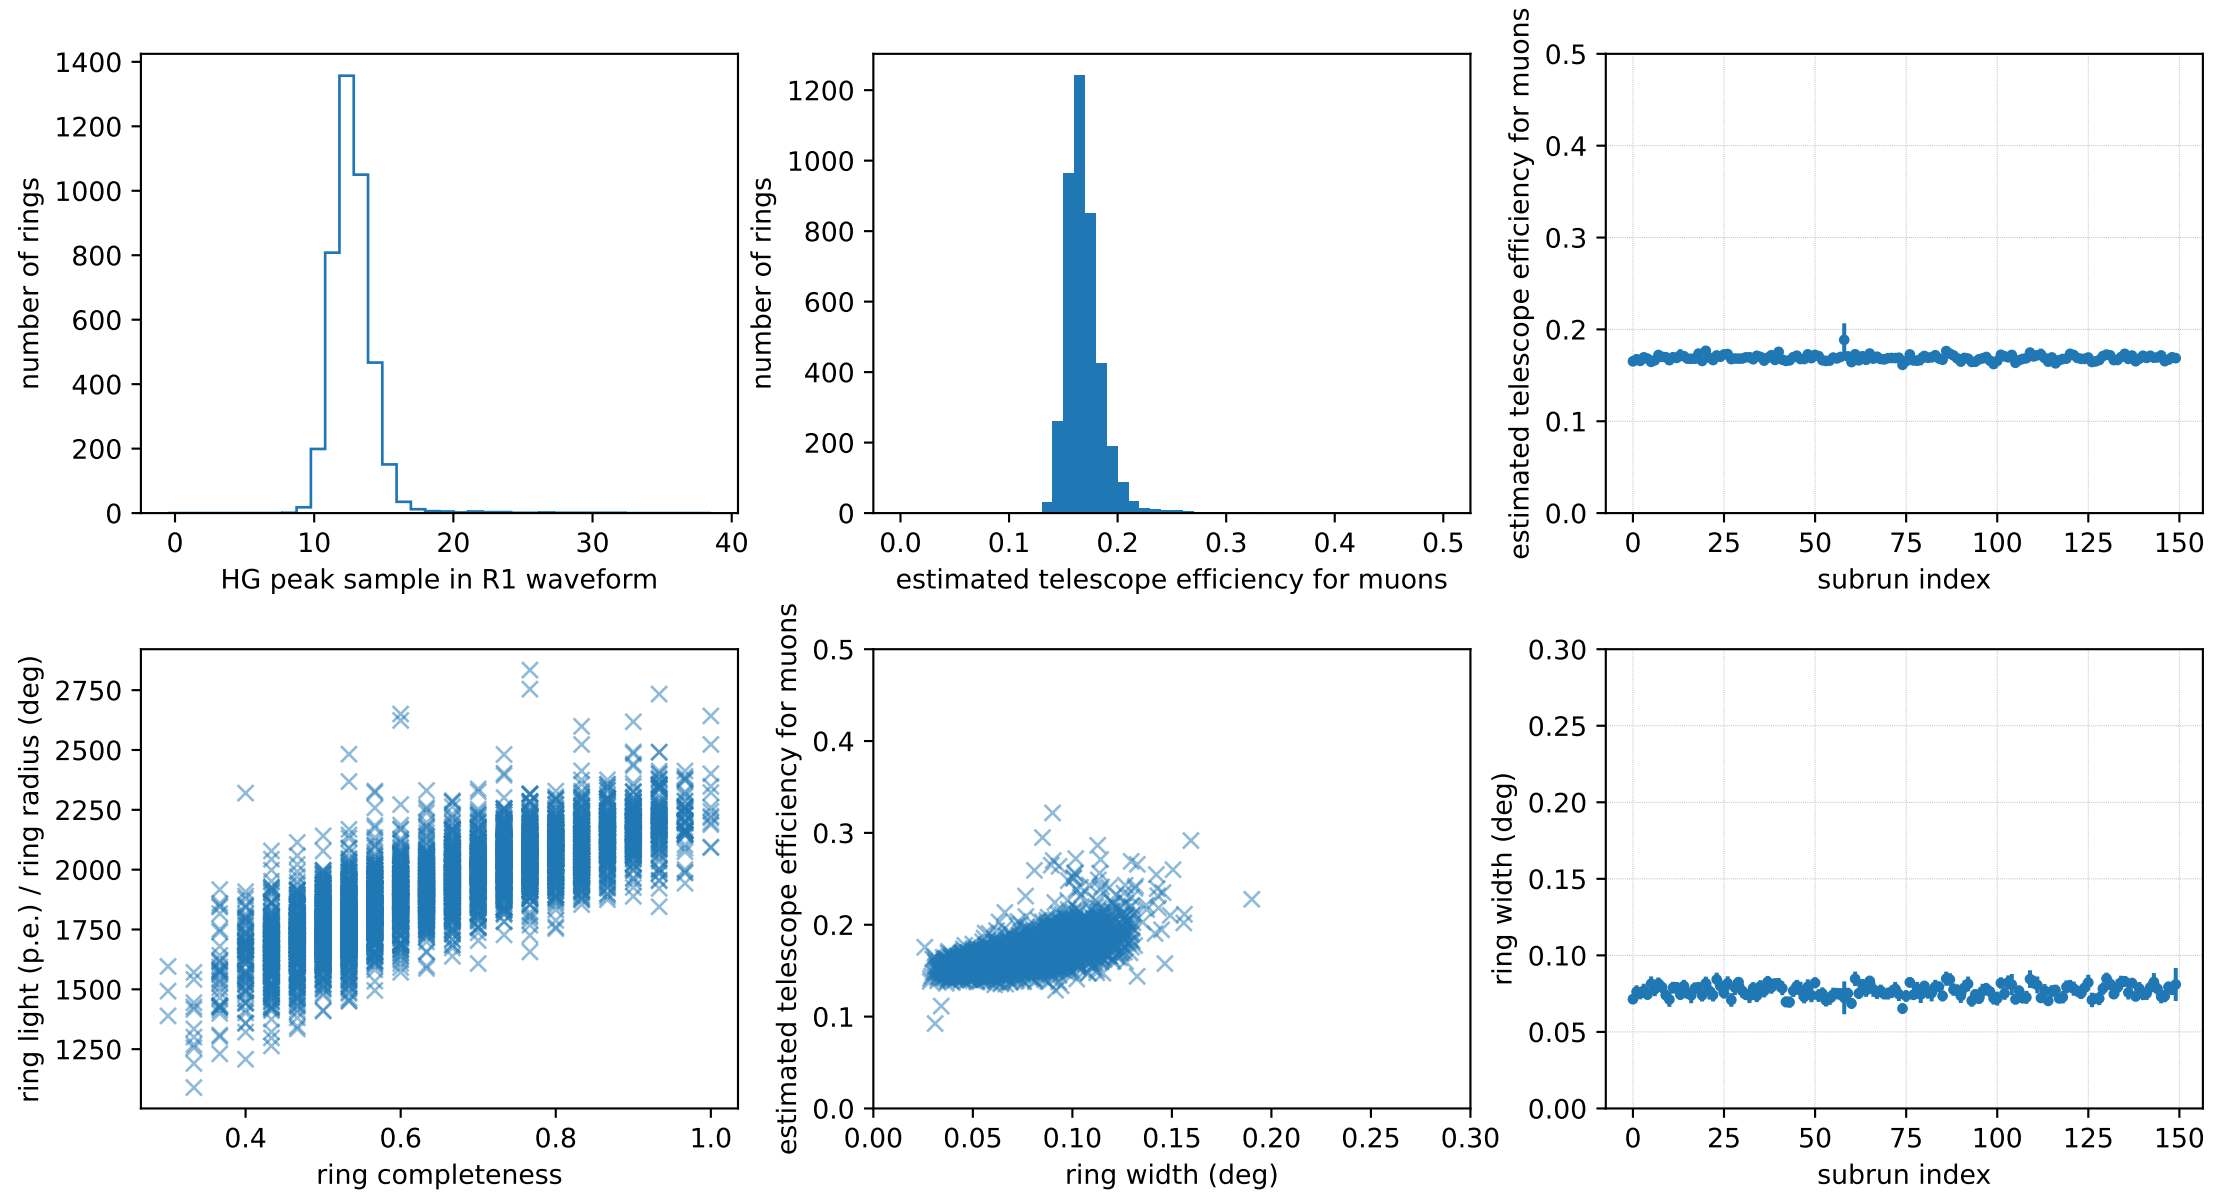 1400
1200
1000
800
600
400
200
0
number of rings
0 10 20 30 40
HG peak sample in R1 waveform
1200
1000
800
600
400
200
0
number of rings
0.0 0.1 0.2 0.3 0.4 0.5
estimated telescope efficiency for muons
0.5
0.4
0.3
0.2
0.1
0.0
estimated telescope efficiency for muons
0 25 50 75 100 125 150
subrun index
2750
2500
2250
2000
1750
1500
1250
ring light (p.e.) / ring radius (deg)
0.4 0.6 0.8 1.0
ring completeness
0.5
0.4
0.3
0.2
0.1
0.0
estimated telescope efficiency for muons
0.00 0.05 0.10 0.15 0.20 0.25 0.30
ring width (deg)
0.30
0.25
0.20
0.15
0.10
0.05
0.00
ring width (deg)
0 25 50 75 100 125 150
subrun index